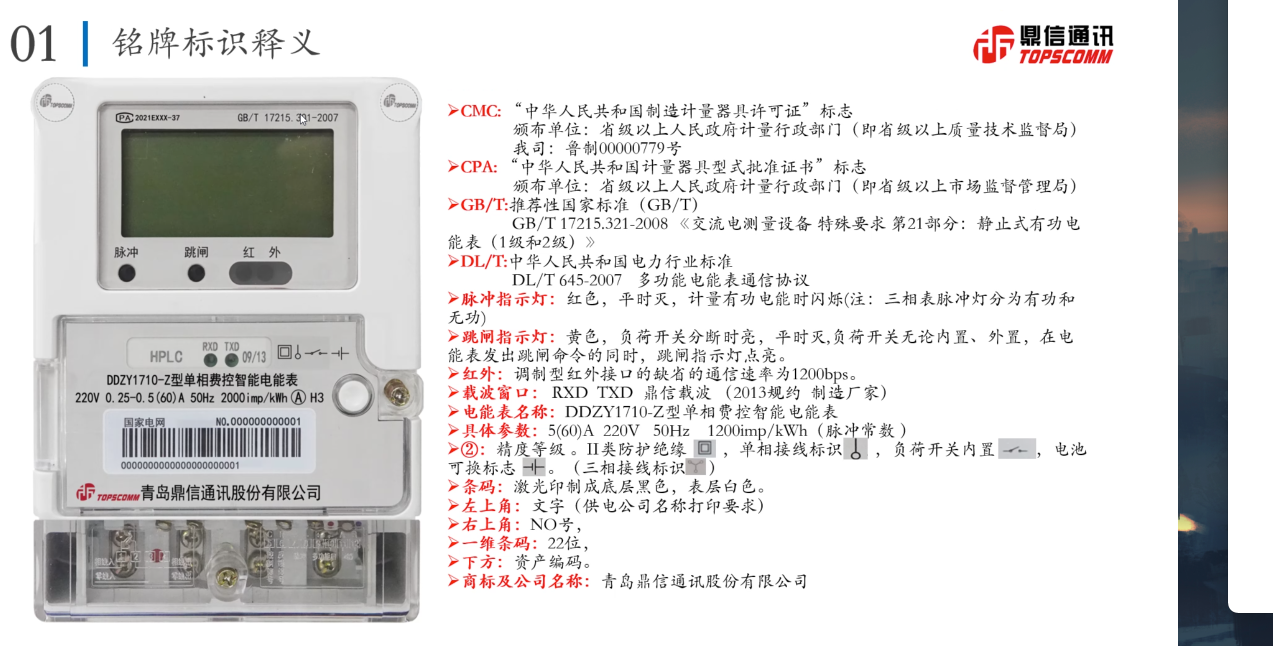 01 铭牌标识释义
鼎信通讯
TOPSCOMM
TOPSCOMM
TOPSCOMM
PA 2021EXXX-37 GB/T 17215.321-2007
脉冲 跳闸 红 外
RXD TXD
HPLC 09/13
DDZY1710-Z型单相费控智能电能表
220V 0.25-0.5(60)A 50Hz 2000imp/kWh Ⓐ H3
国家电网 NO.000000000001
0000000000000000000001
TOPSCOMM 青岛鼎信通讯股份有限公司
➢CMC: “中华人民共和国制造计量器具许可证”标志
颁布单位：省级以上人民政府计量行政部门（即省级以上质量技术监督局）
我司：鲁制00000779号
➢CPA: “中华人民共和国计量器具型式批准证书”标志
颁布单位：省级以上人民政府计量行政部门（即省级以上市场监督管理局）
➢GB/T:推荐性国家标准（GB/T）
GB/T 17215.321-2008 《交流电测量设备 特殊要求 第21部分：静止式有功电
能表（1级和2级）》
➢DL/T:中华人民共和国电力行业标准
DL/T 645-2007 多功能电能表通信协议
➢脉冲指示灯：红色，平时灭，计量有功电能时闪烁(注：三相表脉冲灯分为有功和
无功)
➢跳闸指示灯：黄色，负荷开关分断时亮，平时灭,负荷开关无论内置、外置，在电
能表发出跳闸命令的同时，跳闸指示灯点亮。
➢红外：调制型红外接口的缺省的通信速率为1200bps。
➢载波窗口： RXD TXD 鼎信载波 （2013规约 制造厂家）
➢电能表名称：DDZY1710-Z型单相费控智能电能表
➢具体参数：5(60)A 220V 50Hz 1200imp/kWh（脉冲常数 ）
➢②：精度等级 。II类防护绝缘 ，单相接线标识 ，负荷开关内置 ，电池
可换标志 。（三相接线标识 ）
➢条码：激光印制成底层黑色，表层白色。
➢左上角：文字（供电公司名称打印要求）
➢右上角：NO号，
➢一维条码：22位，
➢下方：资产编码。
➢商标及公司名称：青岛鼎信通讯股份有限公司